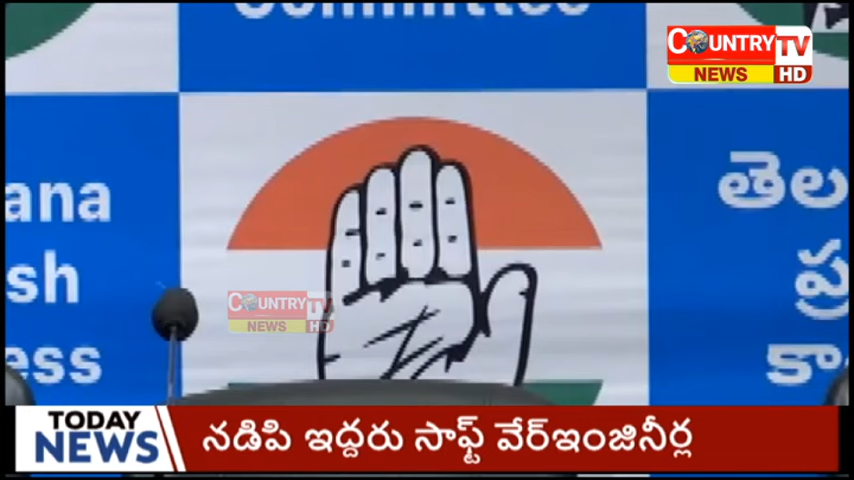 Committee
COUNTRY TV
NEWS HD
ana
sh
ess
తెల
ప్ర
కా
COUNTRY TV
NEWS HD
TODAY
NEWS
నడిపి ఇద్దరు సాఫ్ట్ వేర్ఇంజినీర్ల